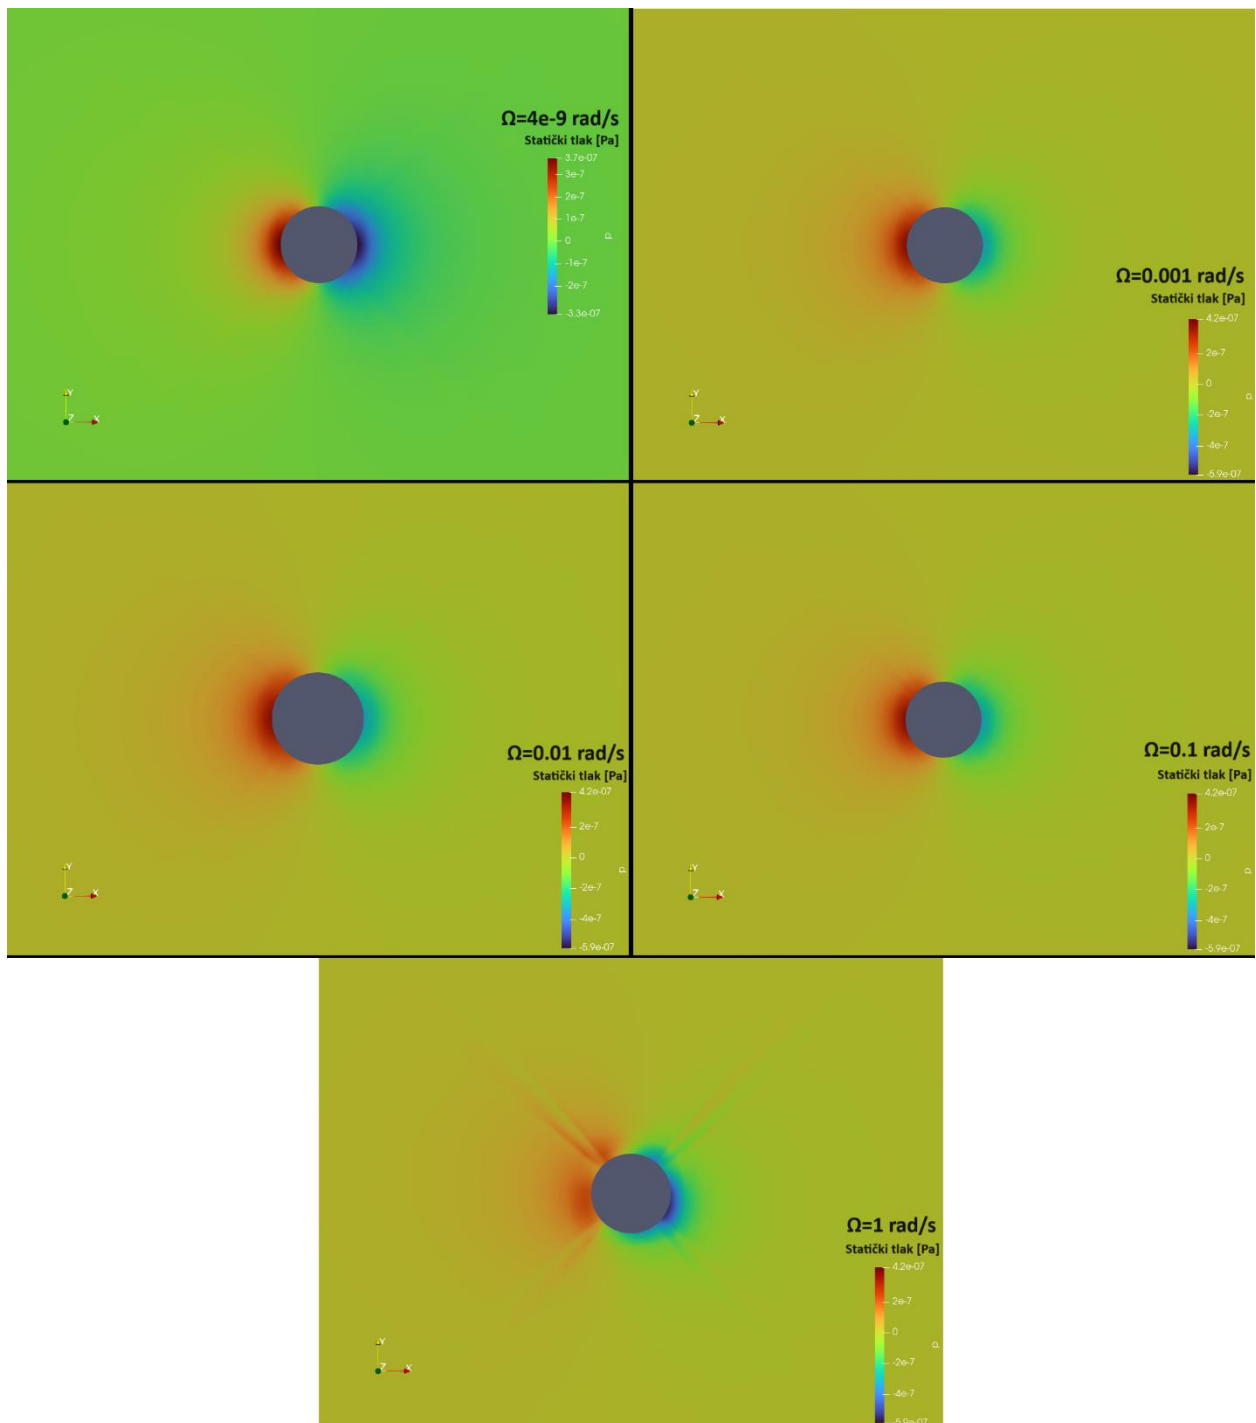 Ω=4e-9 rad/s
Statički tlak [Pa]
3.7e-07
3e-7
2e-7
1e-7
0
-1e-7
-2e-7
-3.3e-07
p
Y
Z
X
Ω=0.001 rad/s
Statički tlak [Pa]
4.2e-07
2e-7
0
-2e-7
-4e-7
-5.9e-07
p
Y
Z
X
Ω=0.01 rad/s
Statički tlak [Pa]
4.2e-07
2e-7
0
-2e-7
-4e-7
-5.9e-07
p
Y
Z
X
Ω=0.1 rad/s
Statički tlak [Pa]
4.2e-07
2e-7
0
-2e-7
-4e-7
-5.9e-07
p
Y
Z
X
Ω=1 rad/s
Statički tlak [Pa]
4.2e-07
2e-7
0
-2e-7
-4e-7
-5.9e-07
p
Y
Z
X